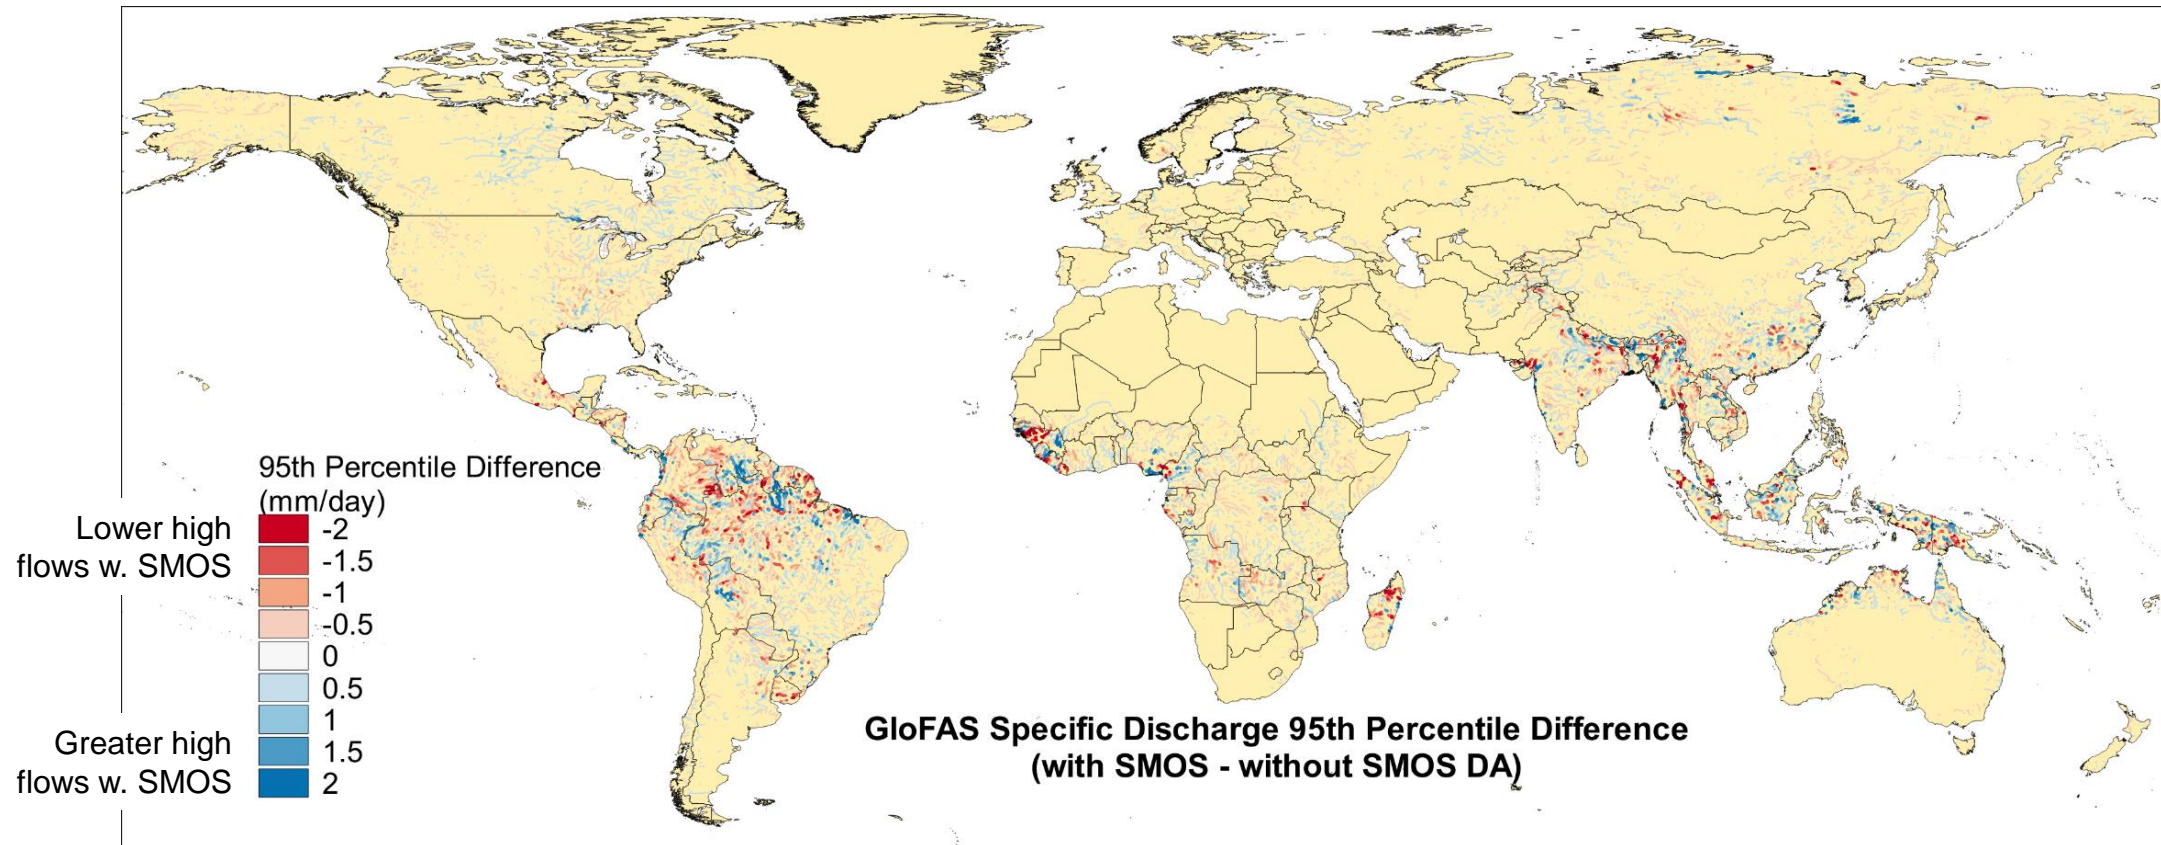 95th Percentile Difference
(mm/day)
Lower high
flows w. SMOS
-2
-1.5
-1
-0.5
0
0.5
1
1.5
2
Greater high
flows w. SMOS
GloFAS Specific Discharge 95th Percentile Difference
(with SMOS - without SMOS DA)